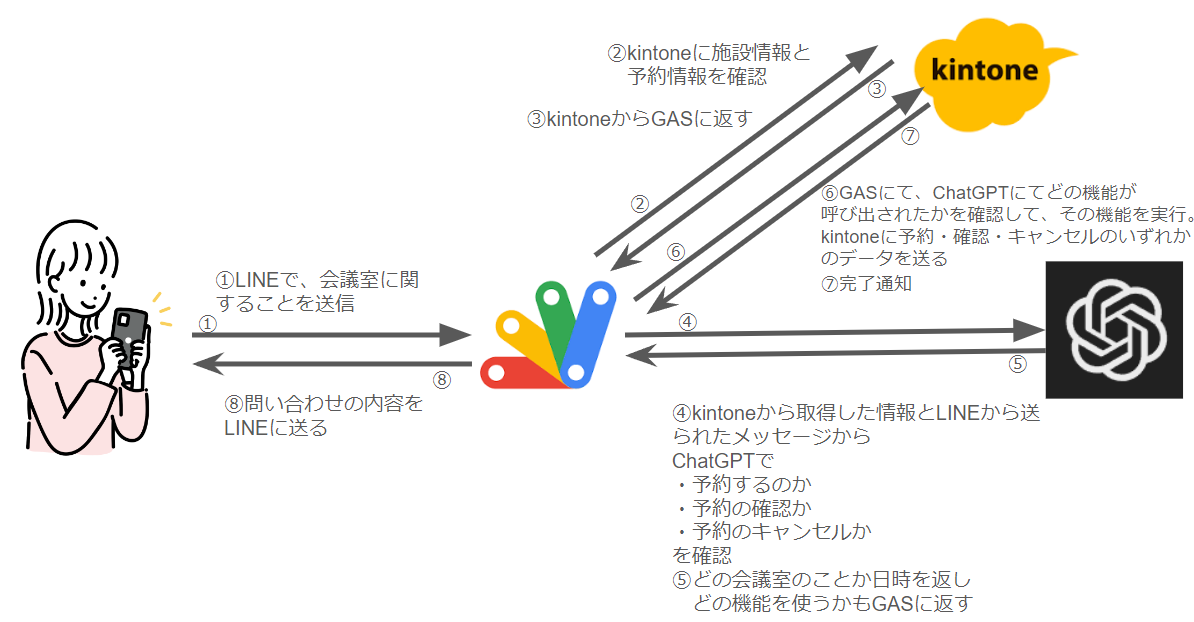 ②kintoneに施設情報と
予約情報を確認
kintone
③
③kintoneからGASに返す
⑦
②
⑥GASにて、ChatGPTにてどの機能が
呼び出されたかを確認して、その機能を実行。
kintoneに予約・確認・キャンセルのいずれか
のデータを送る
⑦完了通知
⑥
①LINEで、会議室に関
することを送信
①
④
⑤
⑧
⑧問い合わせの内容を
LINEに送る
④kintoneから取得した情報とLINEから送
られたメッセージから
ChatGPTで
・予約するのか
・予約の確認か
・予約のキャンセルか
を確認
⑤どの会議室のことか日時を返し
どの機能を使うかもGASに返す